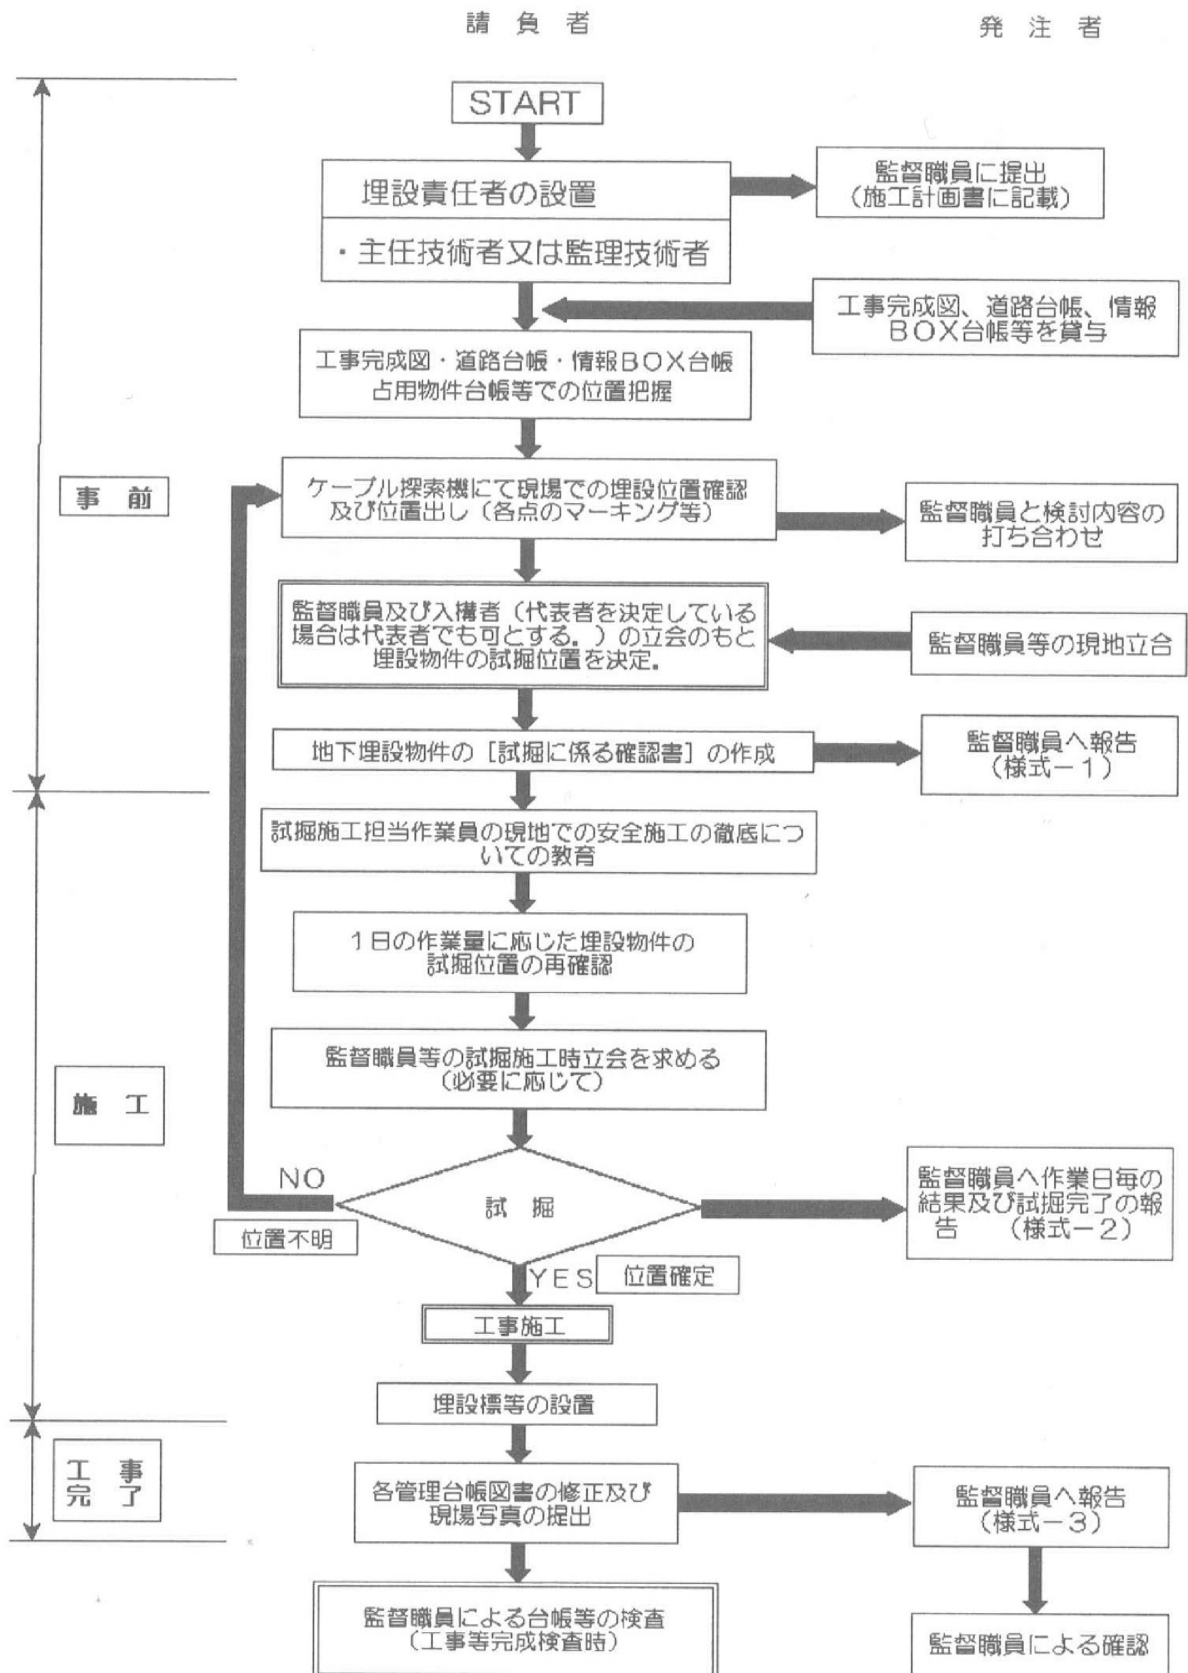 請 負 者
発 注 者
START
埋設責任者の設置
・主任技術者又は監理技術者
監督職員に提出
(施工計画書に記載)
工事完成図、道路台帳、情報
BOX台帳等を貸与
工事完成図・道路台帳・情報BOX台帳
占用物件台帳等での位置把握
事 前
ケーブル探索機にて現場での埋設位置確認
及び位置出し(各点のマーキング等)
監督職員と検討内容の
打ち合わせ
監督職員及び入構者(代表者を決定している
場合は代表者でも可とする。)の立会のもと
埋設物件の試掘位置を決定。
監督職員等の現地立合
地下埋設物件の[試掘に係る確認書]の作成
監督職員へ報告
(様式-1)
試掘施工担当作業員の現地での安全施工の徹底につ
いての教育
1日の作業量に応じた埋設物件の
試掘位置の再確認
施 工
監督職員等の試掘施工時立会を求める
(必要に応じて)
NO
位置不明
試 掘
監督職員へ作業日毎の
結果及び試掘完了の報
告 (様式-2)
YES
位置確定
工事施工
埋設標等の設置
工 事
完 了
各管理台帳図書の修正及び
現場写真の提出
監督職員へ報告
(様式-3)
監督職員による台帳等の検査
(工事等完成検査時)
監督職員による確認